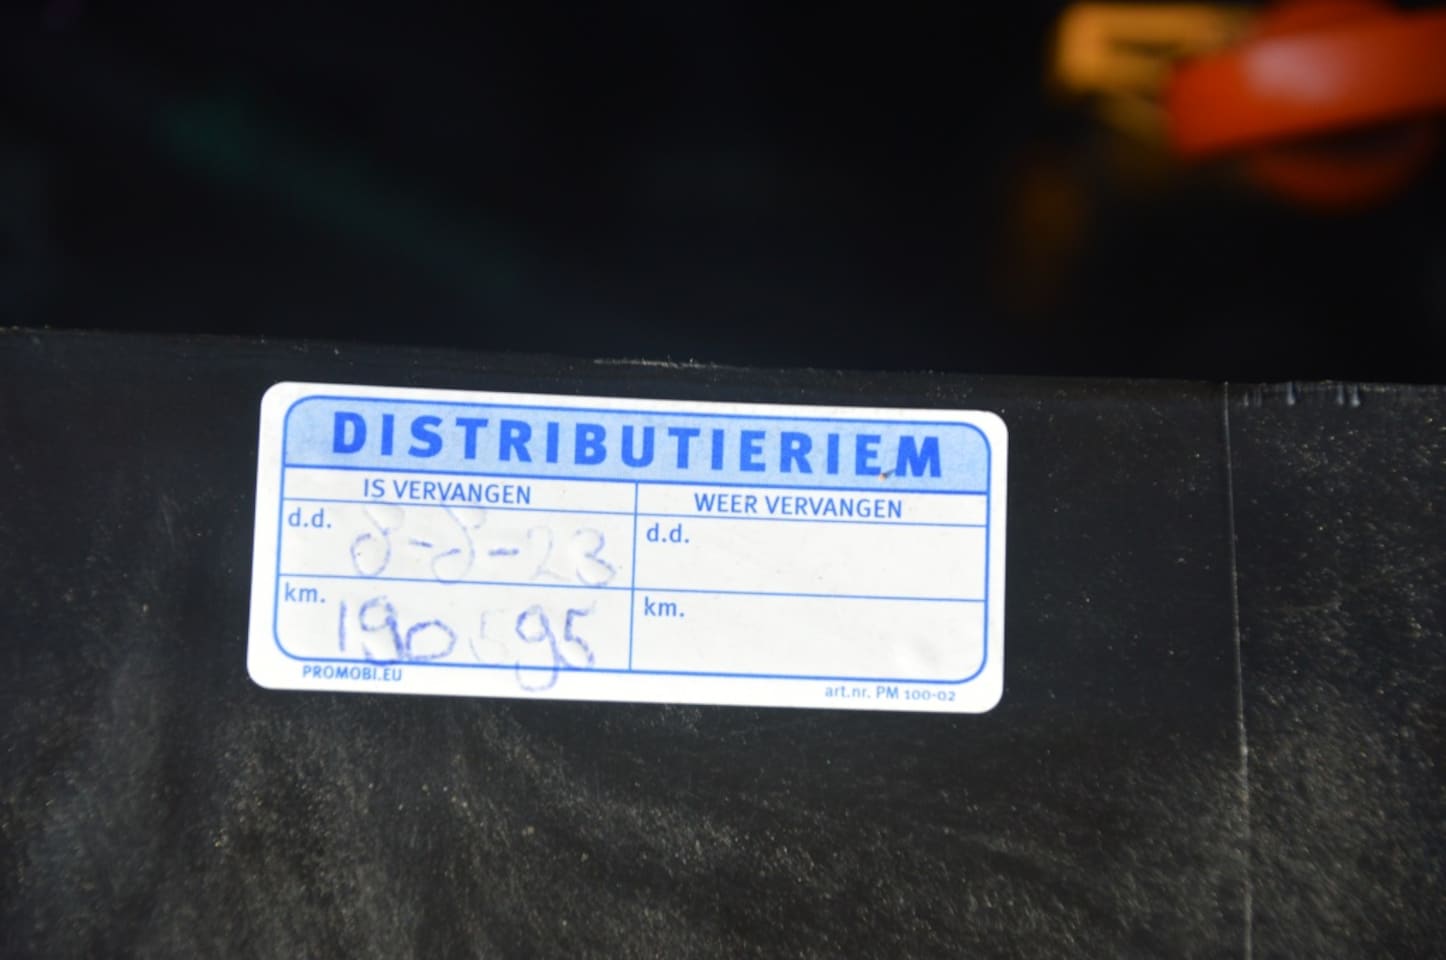 DISTRIBUTIERIEM
IS VERVANGEN
WEER VERVANGEN
d.d. 8-8-23
d.d.
km. 190595
km.
PROMOBI.EU
art.nr. PM 100-02